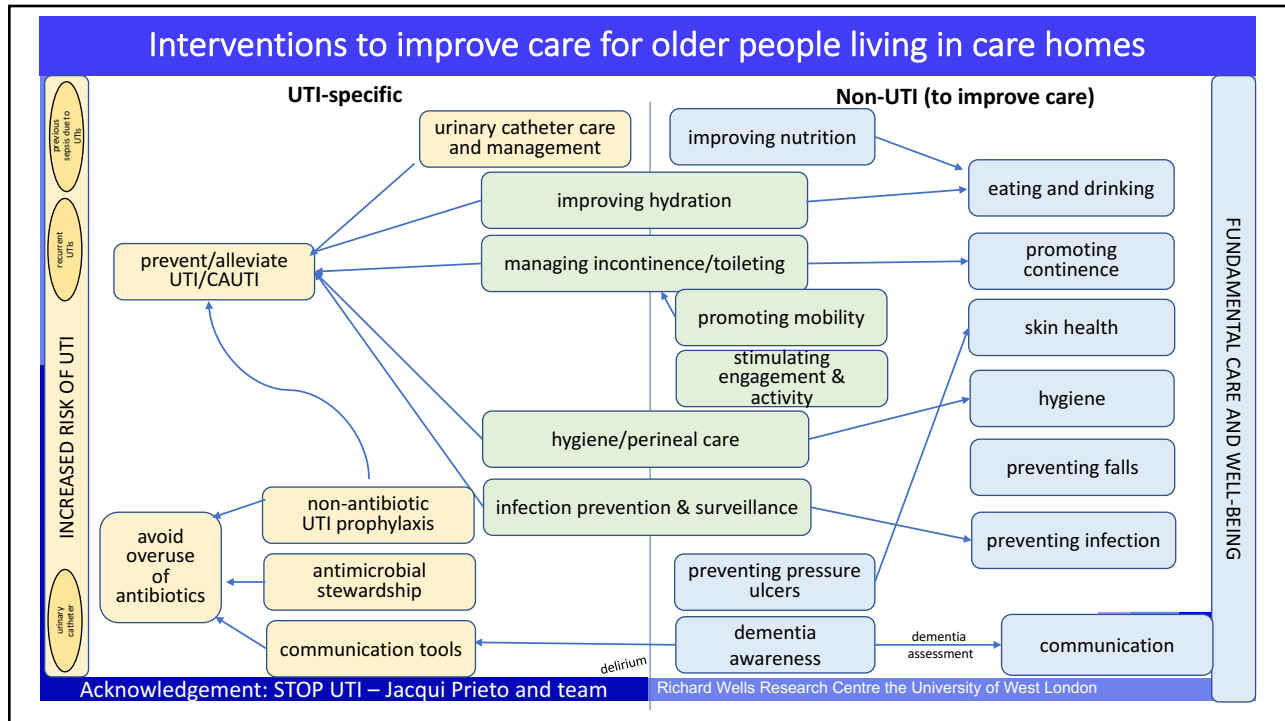 Interventions to improve care for older people living in care homes
UTI-specific
Non-UTI (to improve care)
previous
sepsis due to
UTIs
recurrent
UTIs
INCREASED RISK OF UTI
urinary
catheter
urinary catheter care
and management
improving nutrition
improving hydration
eating and drinking
prevent/alleviate
UTI/CAUTI
managing incontinence/toileting
promoting
continence
promoting mobility
skin health
stimulating
engagement &
activity
hygiene
hygiene/perineal care
preventing falls
non-antibiotic
UTI prophylaxis
infection prevention & surveillance
preventing infection
avoid
overuse
of
antibiotics
antimicrobial
stewardship
preventing pressure
ulcers
communication tools
delirium
dementia
awareness
dementia
assessment
communication
FUNDAMENTAL CARE AND WELL-BEING
Acknowledgement: STOP UTI – Jacqui Prieto and team
Richard Wells Research Centre the University of West London